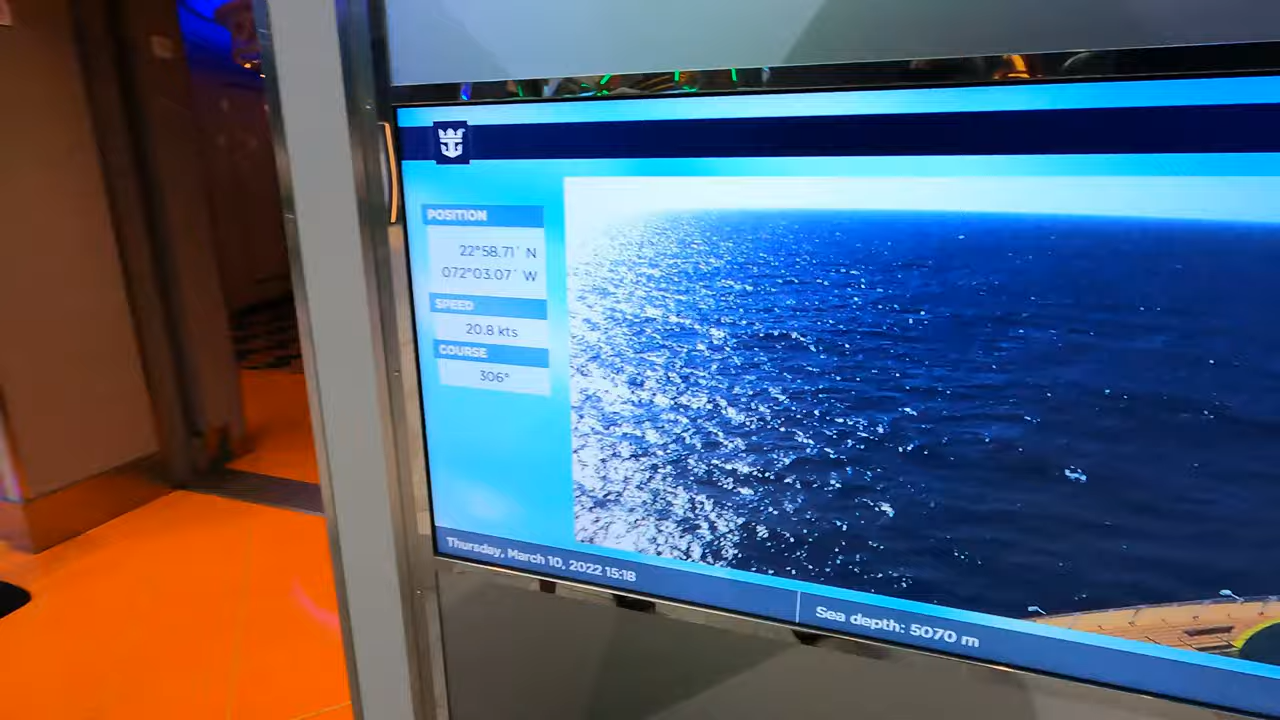 POSITION
22°58.71' N
072°03.07' W
SPEED
20.8 kts
COURSE
306°
Thursday, March 10, 2022 15:18
Sea depth: 5070 m